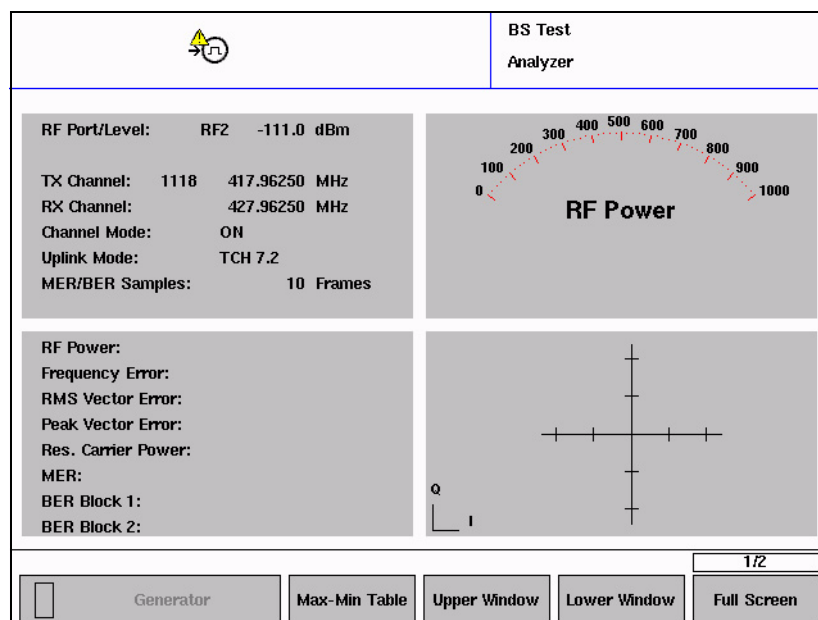 BS Test
Analyzer
RF Port/Level: RF2 -111.0 dBm
TX Channel: 1118 417.96250 MHz
RX Channel: 427.96250 MHz
Channel Mode: ON
Uplink Mode: TCH 7.2
MER/BER Samples: 10 Frames
0 100 200 300 400 500 600 700 800 900 1000
RF Power
RF Power:
Frequency Error:
RMS Vector Error:
Peak Vector Error:
Res. Carrier Power:
MER:
BER Block 1:
BER Block 2:
Q
I
1/2
Generator Max-Min Table Upper Window Lower Window Full Screen